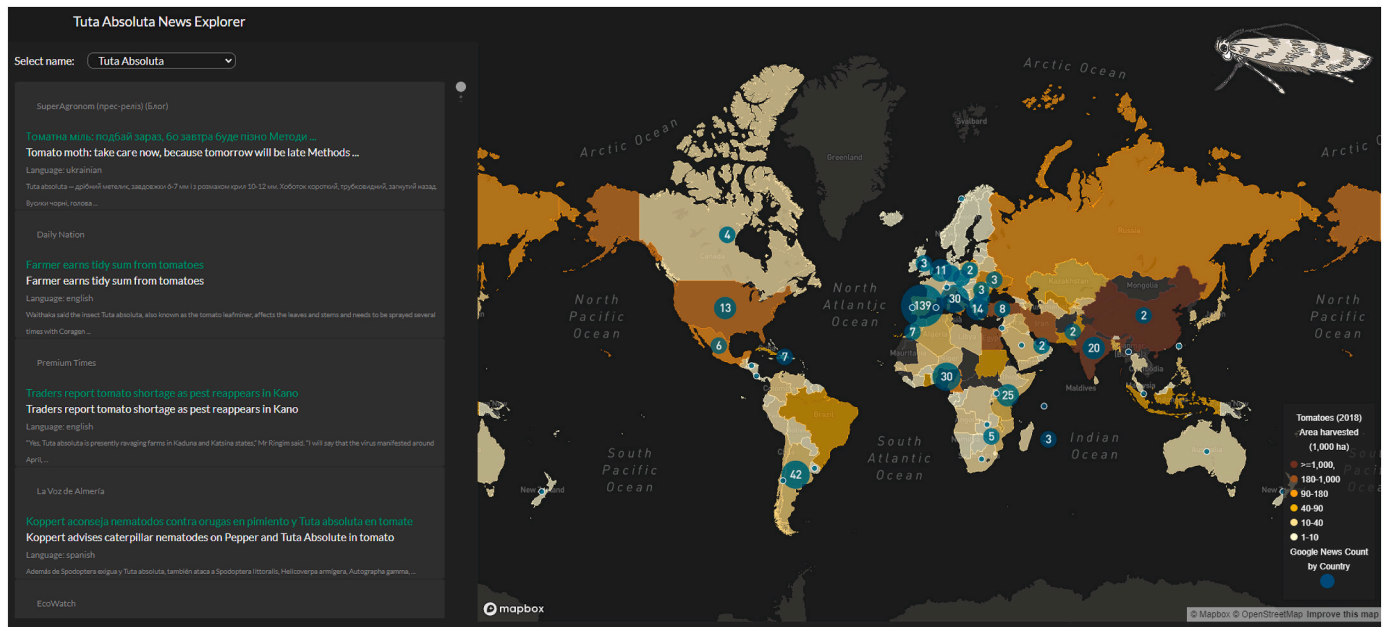 Tuta Absoluta News Explorer
Select name:
Tuta Absoluta
SuperAgronom (прес-реліз) (Блог)
Томатна міль: подбай зараз, бо завтра буде пізно Методи ...
Tomato moth: take care now, because tomorrow will be late Methods ...
Language: ukrainian
Tuta absoluta — дрібний метелик, завдовжки 6-7 мм і з розмахом крил 10-12 мм. Хоботок короткий, трубковидний, загнутий назад.
Вусики чорні, голова ...
Daily Nation
Farmer earns tidy sum from tomatoes
Farmer earns tidy sum from tomatoes
Language: english
Waithaka said the insect Tuta absoluta, also known as the tomato leafminer, affects the leaves and stems and needs to be sprayed several
times with Coragen ...
Premium Times
Traders report tomato shortage as pest reappears in Kano
Traders report tomato shortage as pest reappears in Kano
Language: english
"Yes, Tuta absoluta is presently ravaging farms in Kaduna and Katsina states," Mr Ringim said. "I will say that the virus manifested around
April, ...
La Voz de Almería
Koppert aconseja nematodos contra orugas en pimiento y Tuta absoluta en tomate
Koppert advises caterpillar nematodes on Pepper and Tuta Absolute in tomato
Language: spanish
Además de Spodoptera exigua y Tuta absoluta, también ataca a Spodoptera littoralis, Helicoverpa armigera, Autographa gamma, ...
EcoWatch
Arctic Ocean
Arctic Ocean
Arctic
Svalbard
Greenland
Russia
Canada
4
3
11
2
3
Kazakhstan
Mongolia
North
Pacific
Ocean
13
North
Atlantic
Ocean
139
30
3
14
8
2
North
Pacific
Ocean
6
7
7
Algeria
Iran
2
2
20
30
25
Cambodia
Maldives
Brazil
South
Pacific
Ocean
42
South
Atlantic
Ocean
5
3
Indian
Ocean
New Zealand
Tomatoes (2018)
Area harvested
(1,000 ha)
>=1,000,
180-1,000
90-180
40-90
10-40
1-10
Google News Count
by Country
mapbox
© Mapbox © OpenStreetMap Improve this map